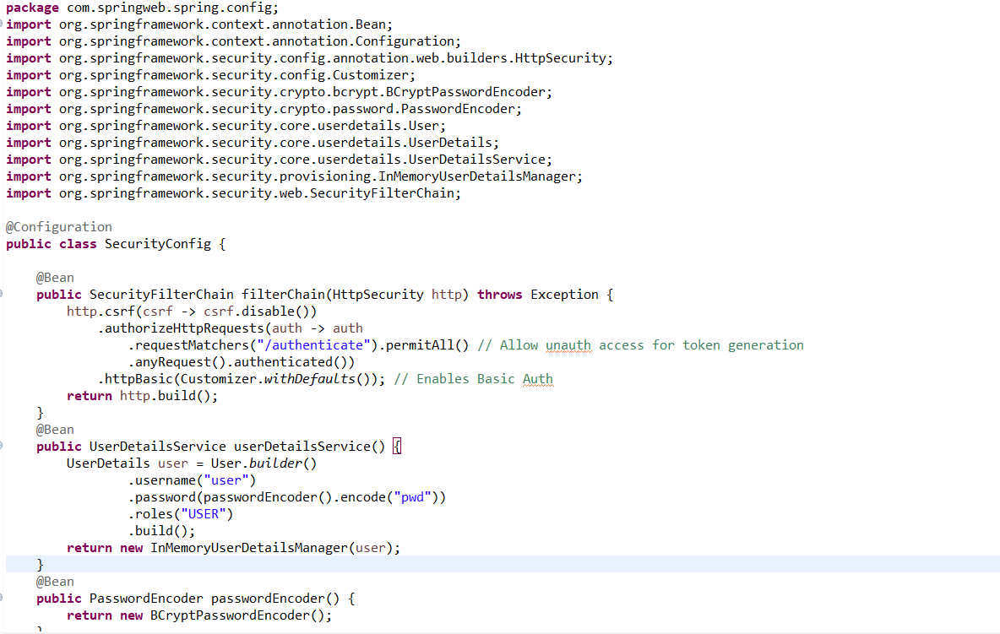 package com.springweb.spring.config;
import org.springframework.context.annotation.Bean;
import org.springframework.context.annotation.Configuration;
import org.springframework.security.config.annotation.web.builders.HttpSecurity;
import org.springframework.security.config.Customizer;
import org.springframework.security.crypto.bcrypt.BCryptPasswordEncoder;
import org.springframework.security.crypto.password.PasswordEncoder;
import org.springframework.security.core.userdetails.User;
import org.springframework.security.core.userdetails.UserDetails;
import org.springframework.security.core.userdetails.UserDetailsService;
import org.springframework.security.provisioning.InMemoryUserDetailsManager;
import org.springframework.security.web.SecurityFilterChain;

@Configuration
public class SecurityConfig {

    @Bean
    public SecurityFilterChain filterChain(HttpSecurity http) throws Exception {
        http.csrf(csrf -> csrf.disable())
            .authorizeHttpRequests(auth -> auth
                .requestMatchers("/authenticate").permitAll() // Allow unauth access for token generation
                .anyRequest().authenticated())
            .httpBasic(Customizer.withDefaults()); // Enables Basic Auth
        return http.build();
    }
    @Bean
    public UserDetailsService userDetailsService() {
        UserDetails user = User.builder()
                .username("user")
                .password(passwordEncoder().encode("pwd"))
                .roles("USER")
                .build();
        return new InMemoryUserDetailsManager(user);
    }
    @Bean
    public PasswordEncoder passwordEncoder() {
        return new BCryptPasswordEncoder();
    }